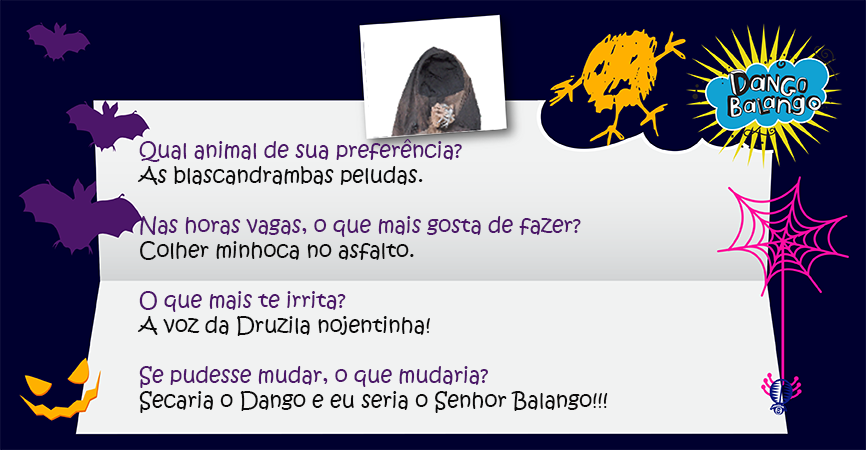 Dango
Balango
Qual animal de sua preferência?
As blascandrambas peludas.
Nas horas vagas, o que mais gosta de fazer?
Colher minhoca no asfalto.
O que mais te irrita?
A voz da Druzila nojentinha!
Se pudesse mudar, o que mudaria?
Secaria o Dango e eu seria o Senhor Balango!!!